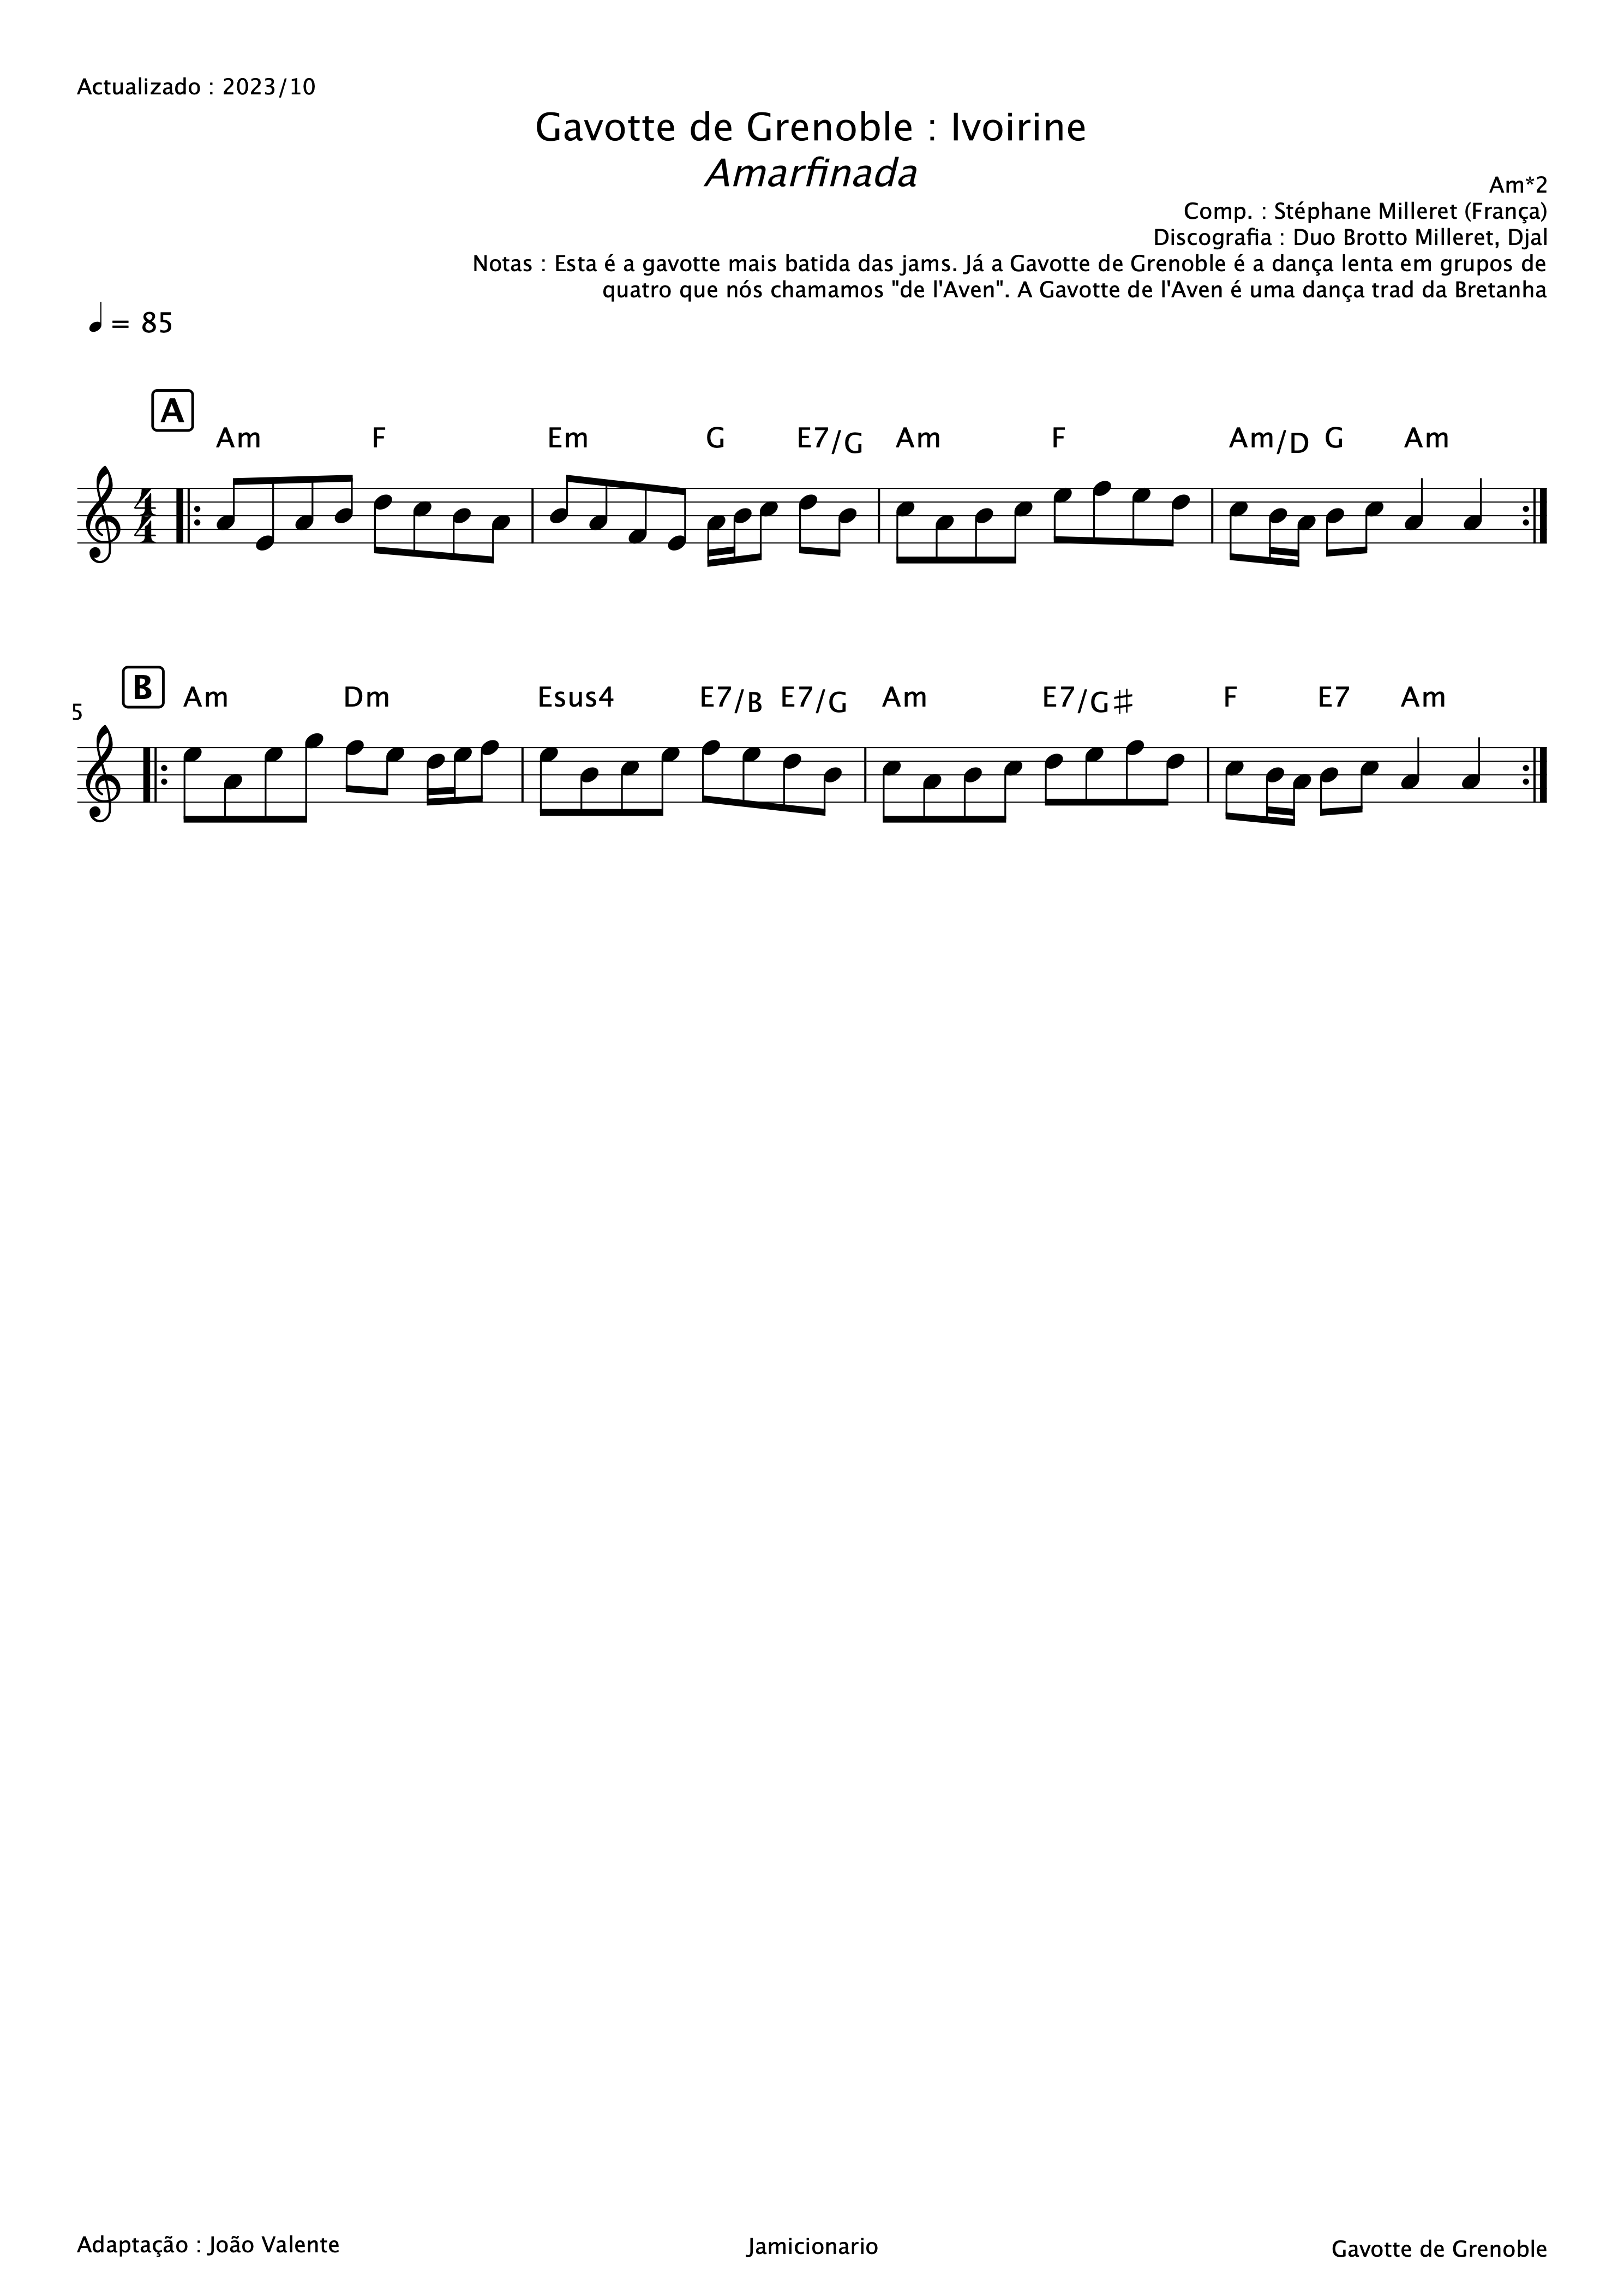 Actualizado : 2023/10
Gavotte de Grenoble : Ivoirine
Amarfinada
Am*2
Comp. : Stéphane Milleret (França)
Discografia : Duo Brotto Milleret, Djal
Notas : Esta é a gavotte mais batida das jams. Já a Gavotte de Grenoble é a dança lenta em grupos de
quatro que nós chamamos "de l'Aven". A Gavotte de l'Aven é uma dança trad da Bretanha
= 85
A
Am F Em G E7/G Am F Am/D G Am
4
4
B
Am Dm Esus4 E7/B E7/G Am E7/G♯ F E7 Am
5
Adaptação : João Valente Jamicionario Gavotte de Grenoble